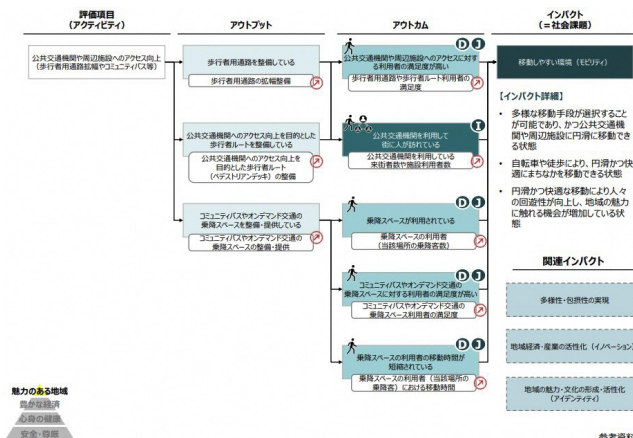 評価項目
（アクティビティ）
アウトプット
アウトカム
インパクト
（＝社会課題）
公共交通機関や周辺施設へのアクセス向上
（歩行者用通路拡幅やコミュニティバス等）
歩行者用通路を整備している
歩行者用通路の拡幅整備
公共交通機関へのアクセス向上を目的とした
歩行者ルートを整備している
公共交通機関へのアクセス向上を
目的とした歩行者ルート
（ペデストリアンデッキ）の整備
コミュニティバスやオンデマンド交通の
乗降スペースを整備・提供している
コミュニティバスやオンデマンド交通の
乗降スペースの整備・提供
D J
公共交通機関や周辺施設へのアクセスに対す
る利用者の満足度が高い
歩行者用通路や歩行者ルート利用者の
満足度
I
公共交通機関を利用して
街に人が訪れている
公共交通機関を利用している
来街者数や施設利用者数
D J
乗降スペースが利用されている
乗降スペースの利用者
（当該場所の乗降客数）
D J
コミュニティバスやオンデマンド交通の
乗降スペースに対する利用者の満足度が高い
コミュニティバスやオンデマンド交通の
乗降スペース利用者の満足度
D J
乗降スペースの利用者の移動時間が
短縮されている
乗降スペースの利用者（当該場所の
乗降客）における移動時間
移動しやすい環境（モビリティ）
【インパクト詳細】
• 多様な移動手段が選択すること
が可能であり、かつ公共交通機
関や周辺施設に円滑に移動でき
る状態
• 自転車や徒歩により、円滑かつ快
適にまちなかを移動できる状態
• 円滑かつ快適な移動により人々
の回遊性が向上し、地域の魅力
に触れる機会が増加している状
態
関連インパクト
多様性・包摂性の実現
地域経済・産業の活性化（イノベーション）
地域の魅力・文化の形成・活性化
（アイデンティティ）
魅力のある地域
豊かな経済
心身の健康
安全・尊厳
参考資料